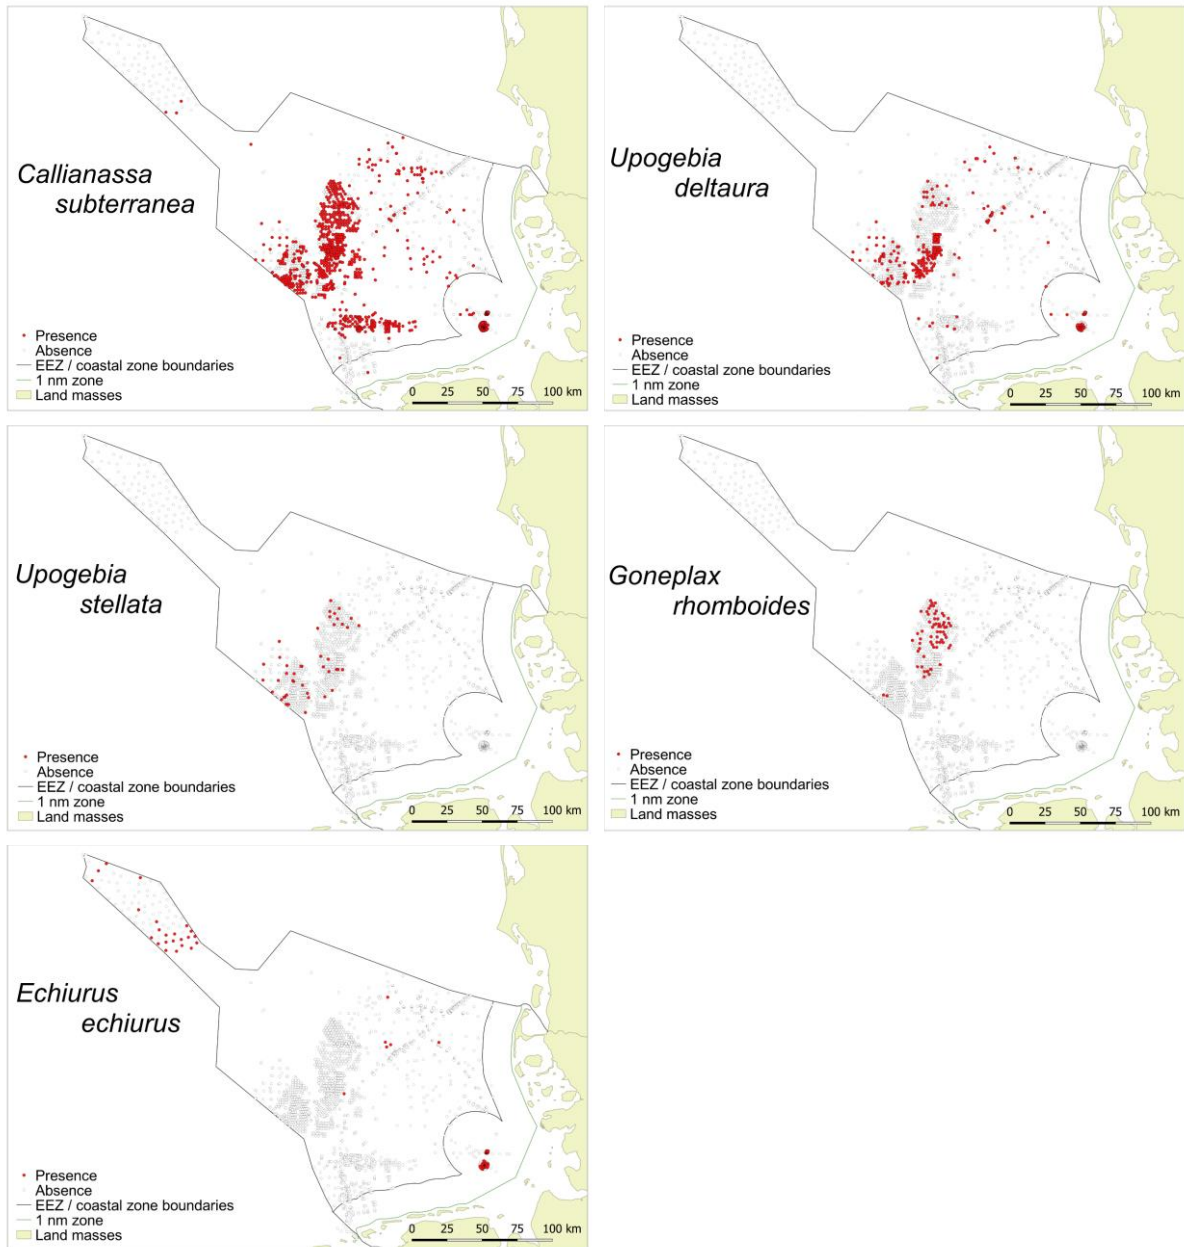 Callianassa
subterranea
Presence
Absence
EEZ / coastal zone boundaries
1 nm zone
Land masses
0 25 50 75 100 km
Upogebia
deltaura
Presence
Absence
EEZ / coastal zone boundaries
1 nm zone
Land masses
0 25 50 75 100 km
Upogebia
stellata
Presence
Absence
EEZ / coastal zone boundaries
1 nm zone
Land masses
0 25 50 75 100 km
Goneplax
rhomboides
Presence
Absence
EEZ / coastal zone boundaries
1 nm zone
Land masses
0 25 50 75 100 km
Echiurus
echiurus
Presence
Absence
EEZ / coastal zone boundaries
1 nm zone
Land masses
0 25 50 75 100 km